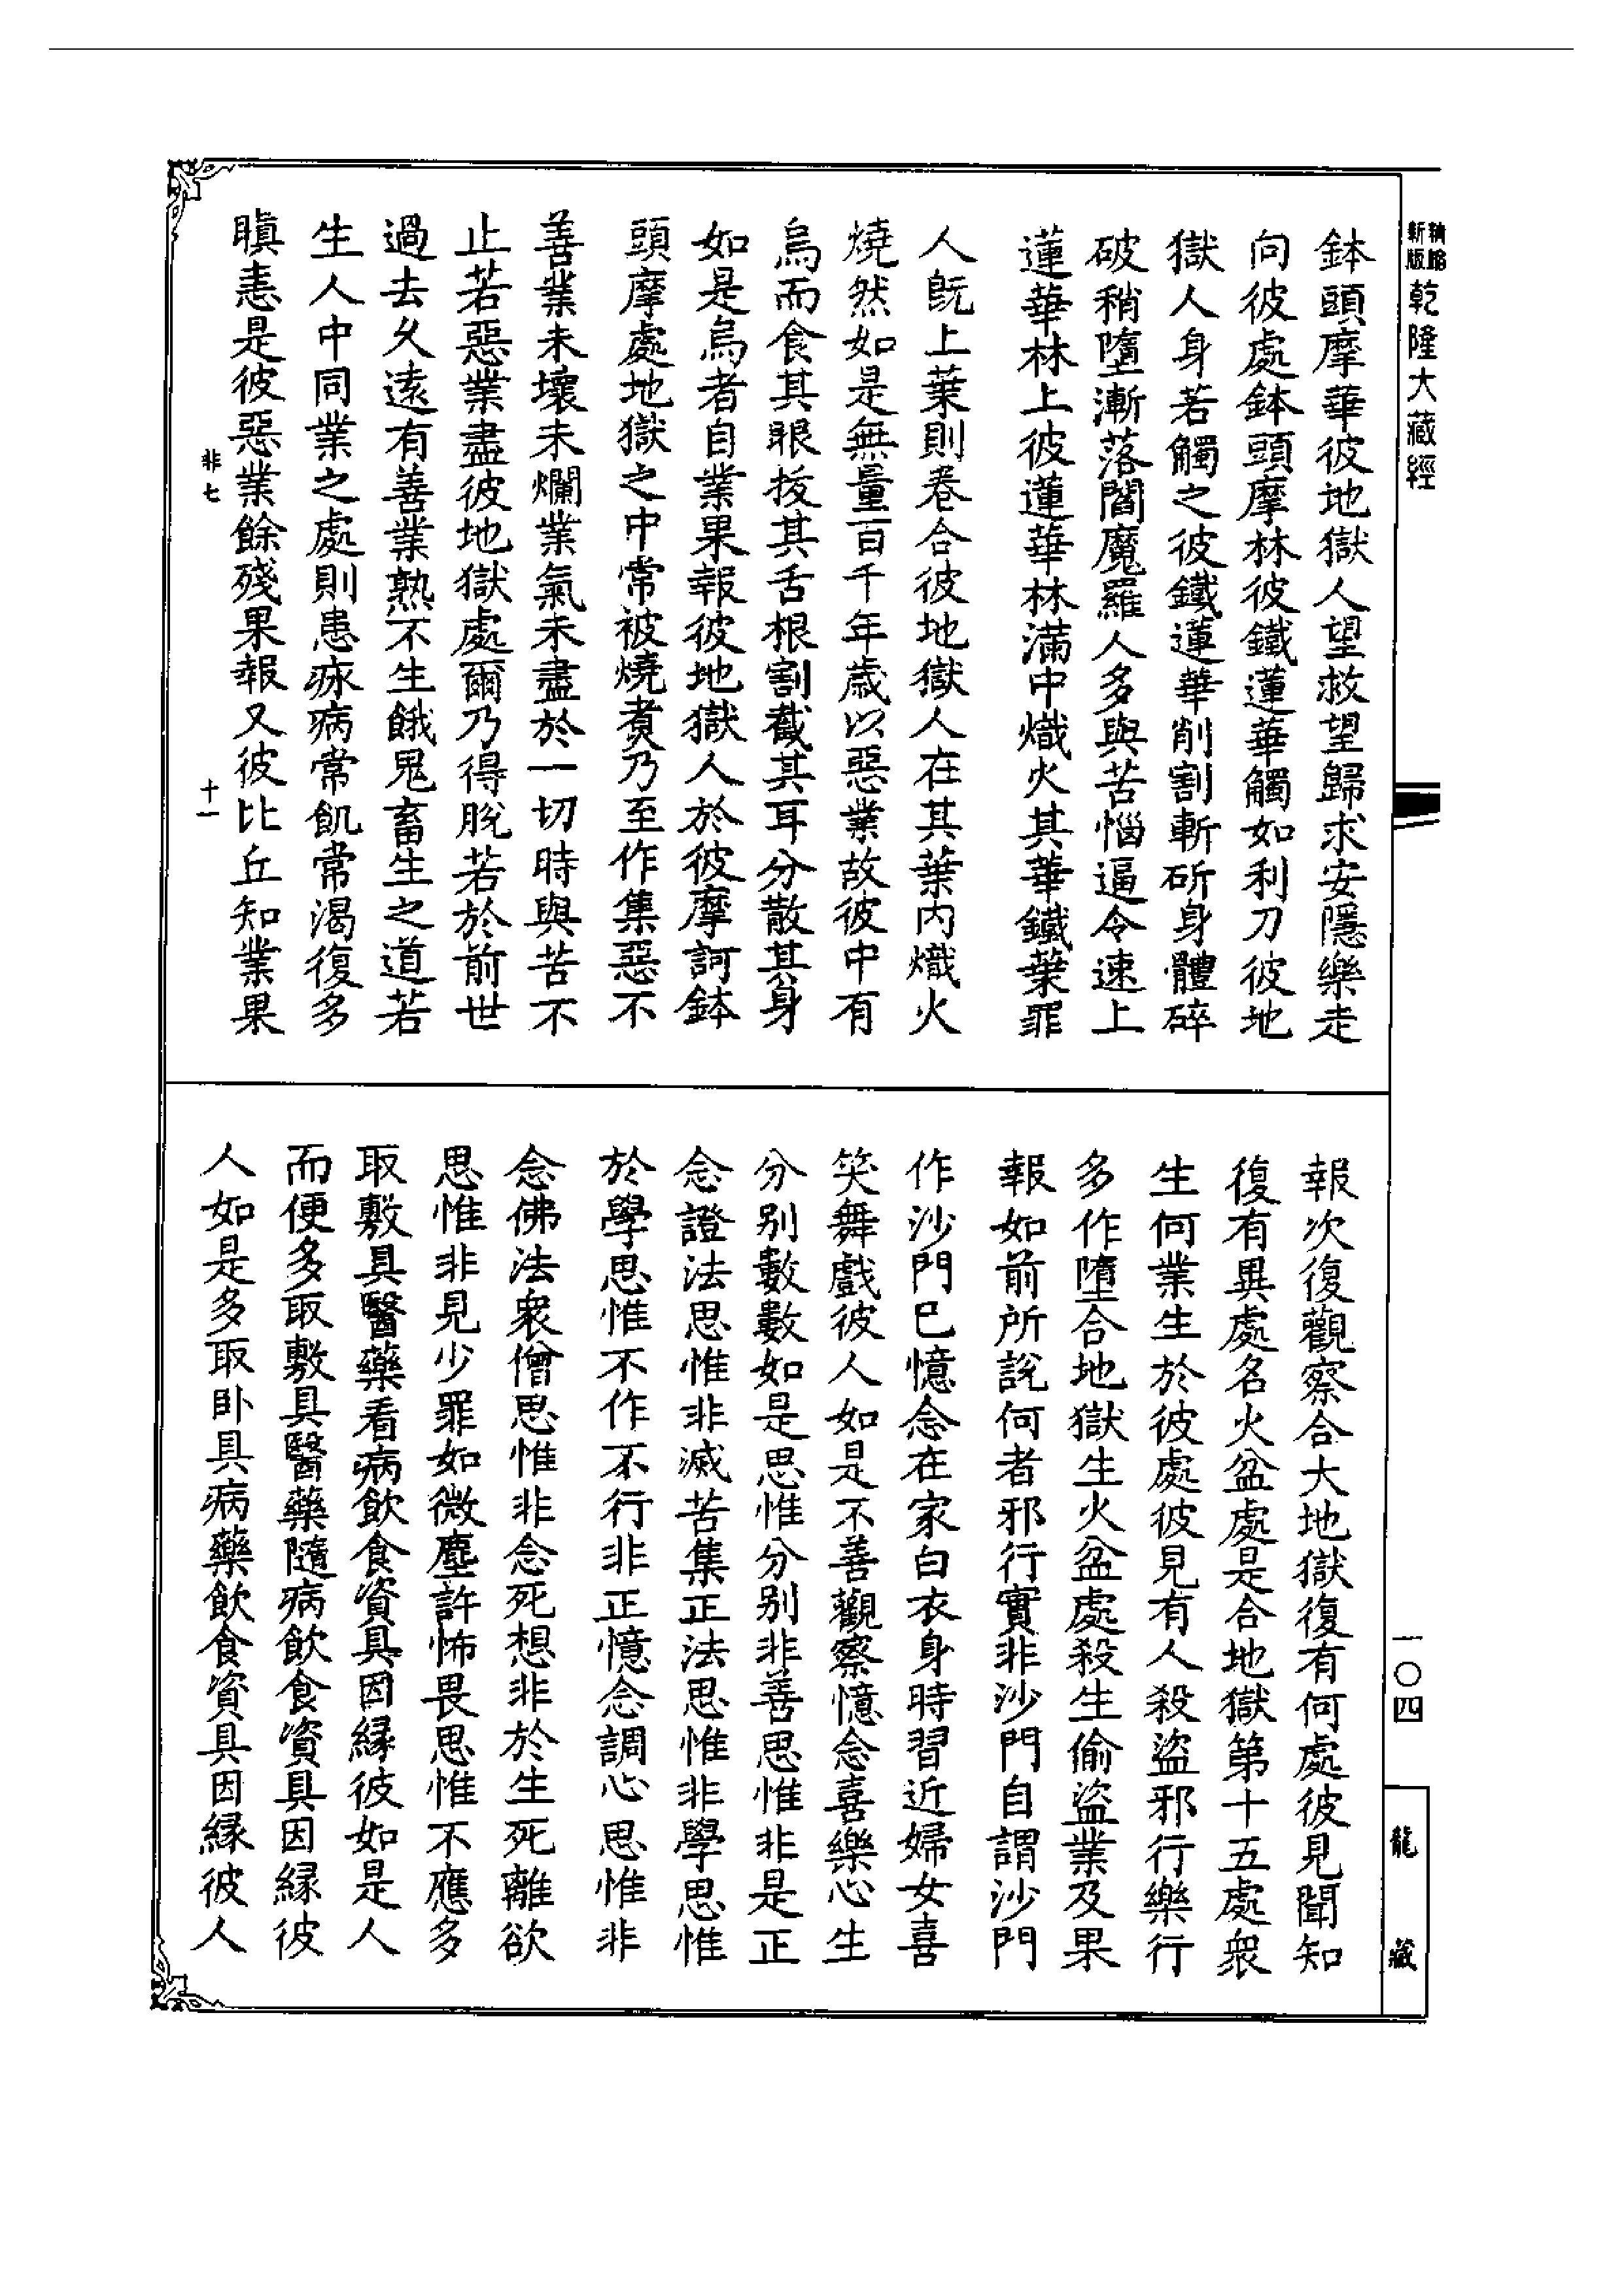 鉢頭摩華彼地獄人望救望歸求安隱樂走
向彼處鉢頭摩林彼鐵蓮華觸如利刀彼地
獄人身若觸之彼鐵蓮華削割斬斫身體碎
破稍墮漸落閻魔羅人多與苦惱逼令速上
蓮華林上彼蓮華林滿中熾火其華鐵葉罪
人既上葉則卷合彼地獄人在其葉內熾火
燒然如是無量百千年歲以惡業故彼中有
烏而食其眼拔其舌根割截其耳分散其身
如是烏者自業果報彼地獄人於彼摩訶鉢
頭摩處地獄之中常被燒煑乃至作集惡不
善業未壞未爛業氣未盡於一切時與苦不
止若惡業盡彼地獄處爾乃得脫若於前世
過去久遠有善業熟不生餓鬼畜生之道若
生人中同業之處則患痳病常飢常渴復多
瞋恚是彼惡業餘殘果報又彼比丘知業果
非七
十一
報次復觀察合大地獄復有何處彼見聞知
復有異處名火盆處是合地獄第十五處衆
生何業生於彼處彼見有人殺盜邪行樂行
多作墮合地獄生火盆處殺生偷盜業及果
報如前所說何者邪行實非沙門自謂沙門
作沙門已憶念在家白衣身時習近婦女喜
笑舞戲彼人如是不善觀察憶念喜樂心生
分別數數如是思惟分別非善思惟非是正
念證法思惟非滅苦集正法思惟非學思惟
於學思惟不作不行非正憶念調心思惟非
念佛法衆僧思惟非念死想非於生死離欲
思惟非見少罪如微塵許怖畏思惟不應多
取敷具醫藥看病飲食資具因緣彼如是人
而便多取敷具醫藥隨病飲食資具因緣彼
人如是多取卧具病藥飲食資具因緣彼人
新版
精縮
乾隆大藏經
一〇四
龍藏